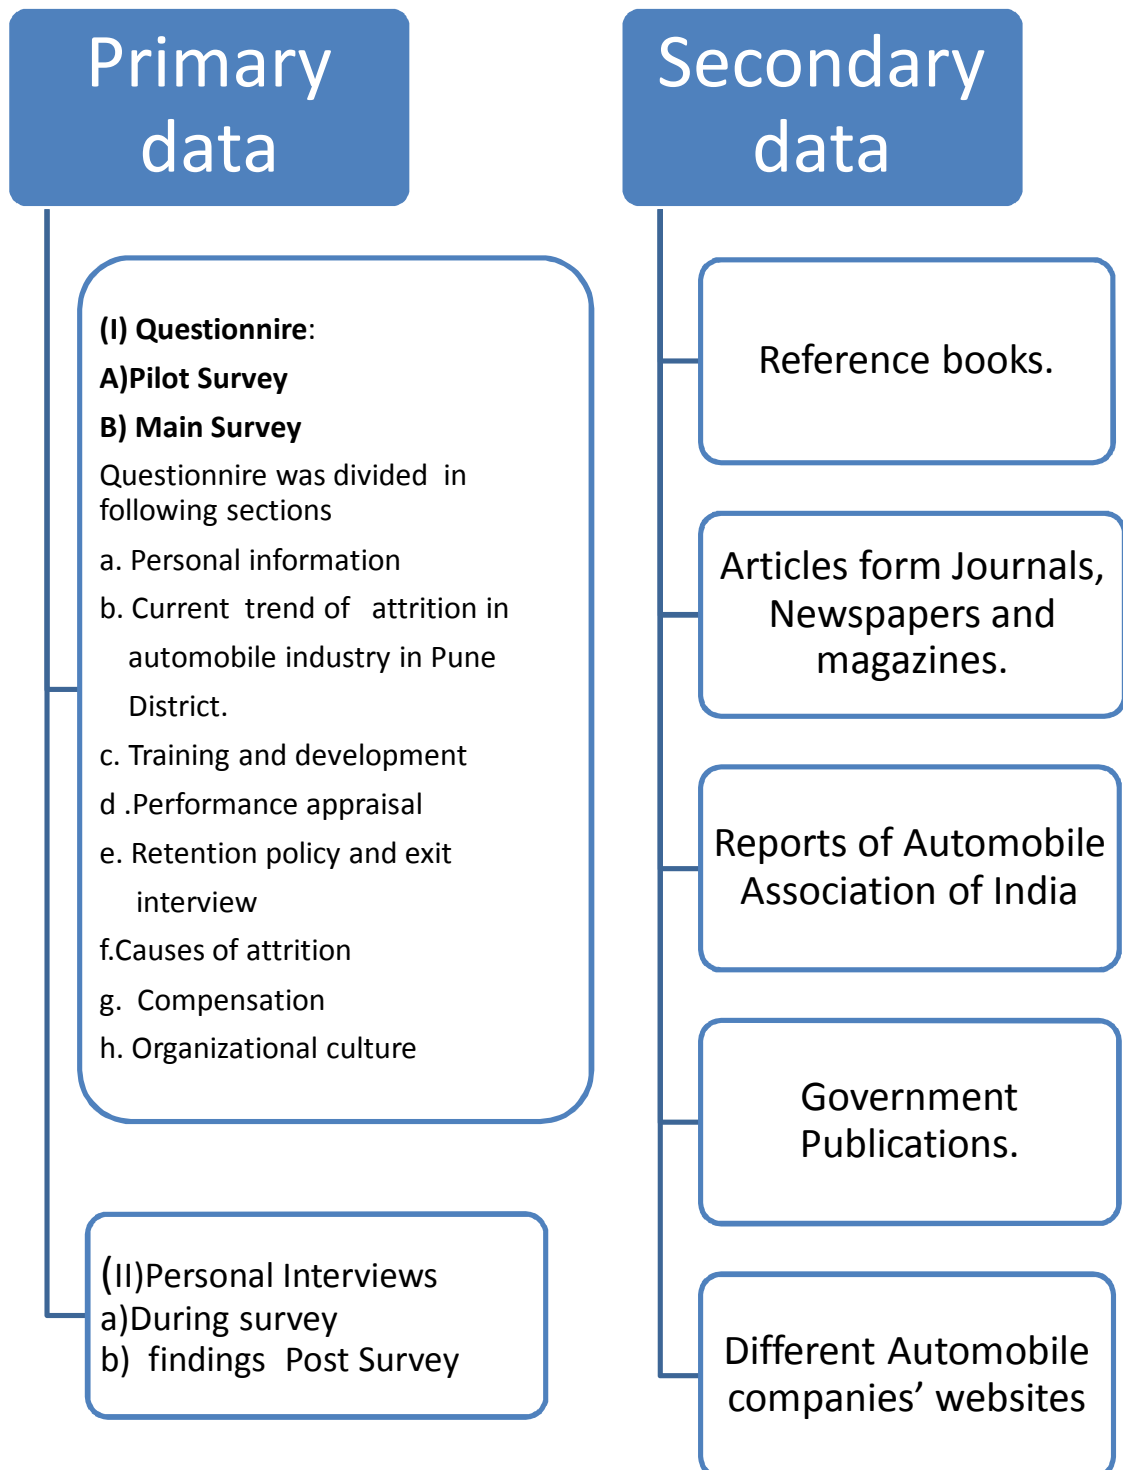 Primary
data
(I) Questionnire:
A)Pilot Survey
B) Main Survey
Questionnire was divided in
following sections
a. Personal information
b. Current trend of attrition in
automobile industry in Pune
District.
c. Training and development
d .Performance appraisal
e. Retention policy and exit
interview
f.Causes of attrition
g. Compensation
h. Organizational culture
(II)Personal Interviews
a)During survey
b) findings Post Survey
Secondary
data
Reference books.
Articles form Journals,
Newspapers and
magazines.
Reports of Automobile
Association of India
Government
Publications.
Different Automobile
companies’ websites